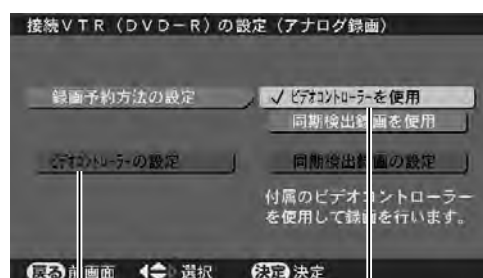 接続VTR(DVD-R)の設定(アナログ録画)
録画予約方法の設定
✓ ビデオコントローラーを使用
同期検出録画を使用
ビデオコントローラーの設定
同期検出録画の設定
付属のビデオコントローラー
を使用して録画を行います。
戻る 前画面 選択 決定 決定